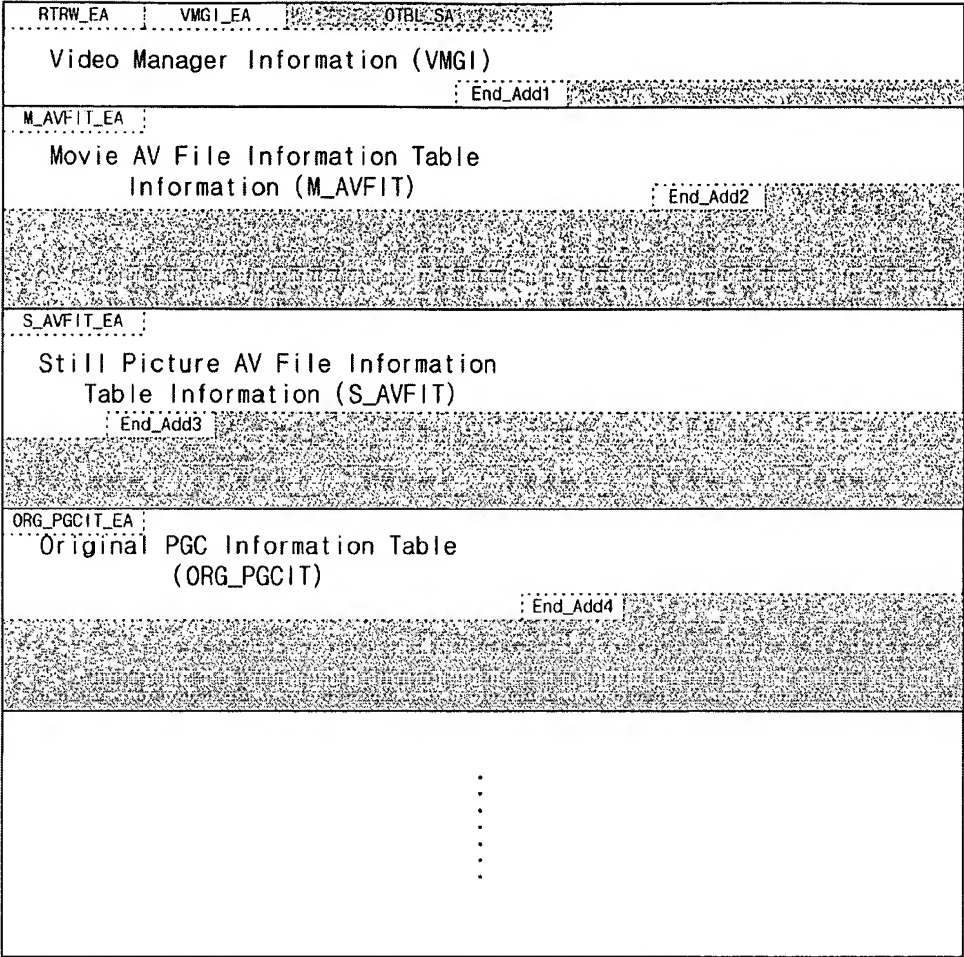 RTRW_EA VMGI_EA OTBL_SA
Video Manager Information (VMGI)
End_Add1
M_AVFIT_EA
Movie AV File Information Table
Information (M_AVFIT)
End_Add2
S_AVFIT_EA
Still Picture AV File Information
Table Information (S_AVFIT)
End_Add3
ORG_PGCIT_EA
Original PGC Information Table
(ORG_PGCIT)
End_Add4